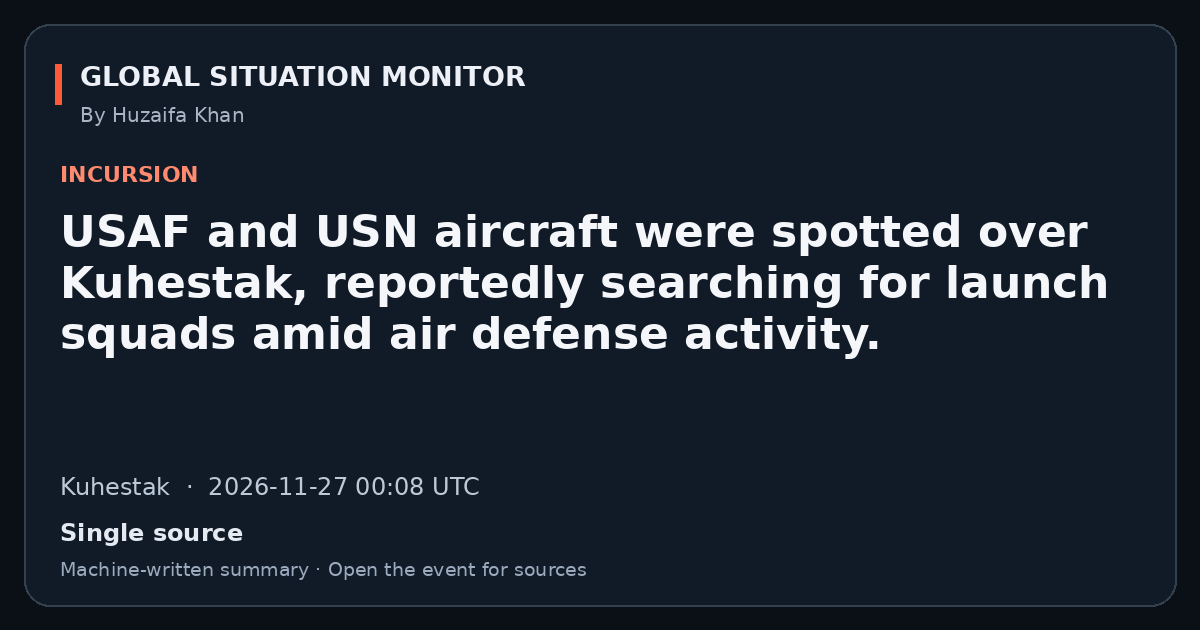 GLOBAL SITUATION MONITOR
By Huzaifa Khan
INCURSION
USAF and USN aircraft were spotted over
Kuhestak, reportedly searching for launch
squads amid air defense activity.
Kuhestak · 2026-11-27 00:08 UTC
Single source
Machine-written summary · Open the event for sources